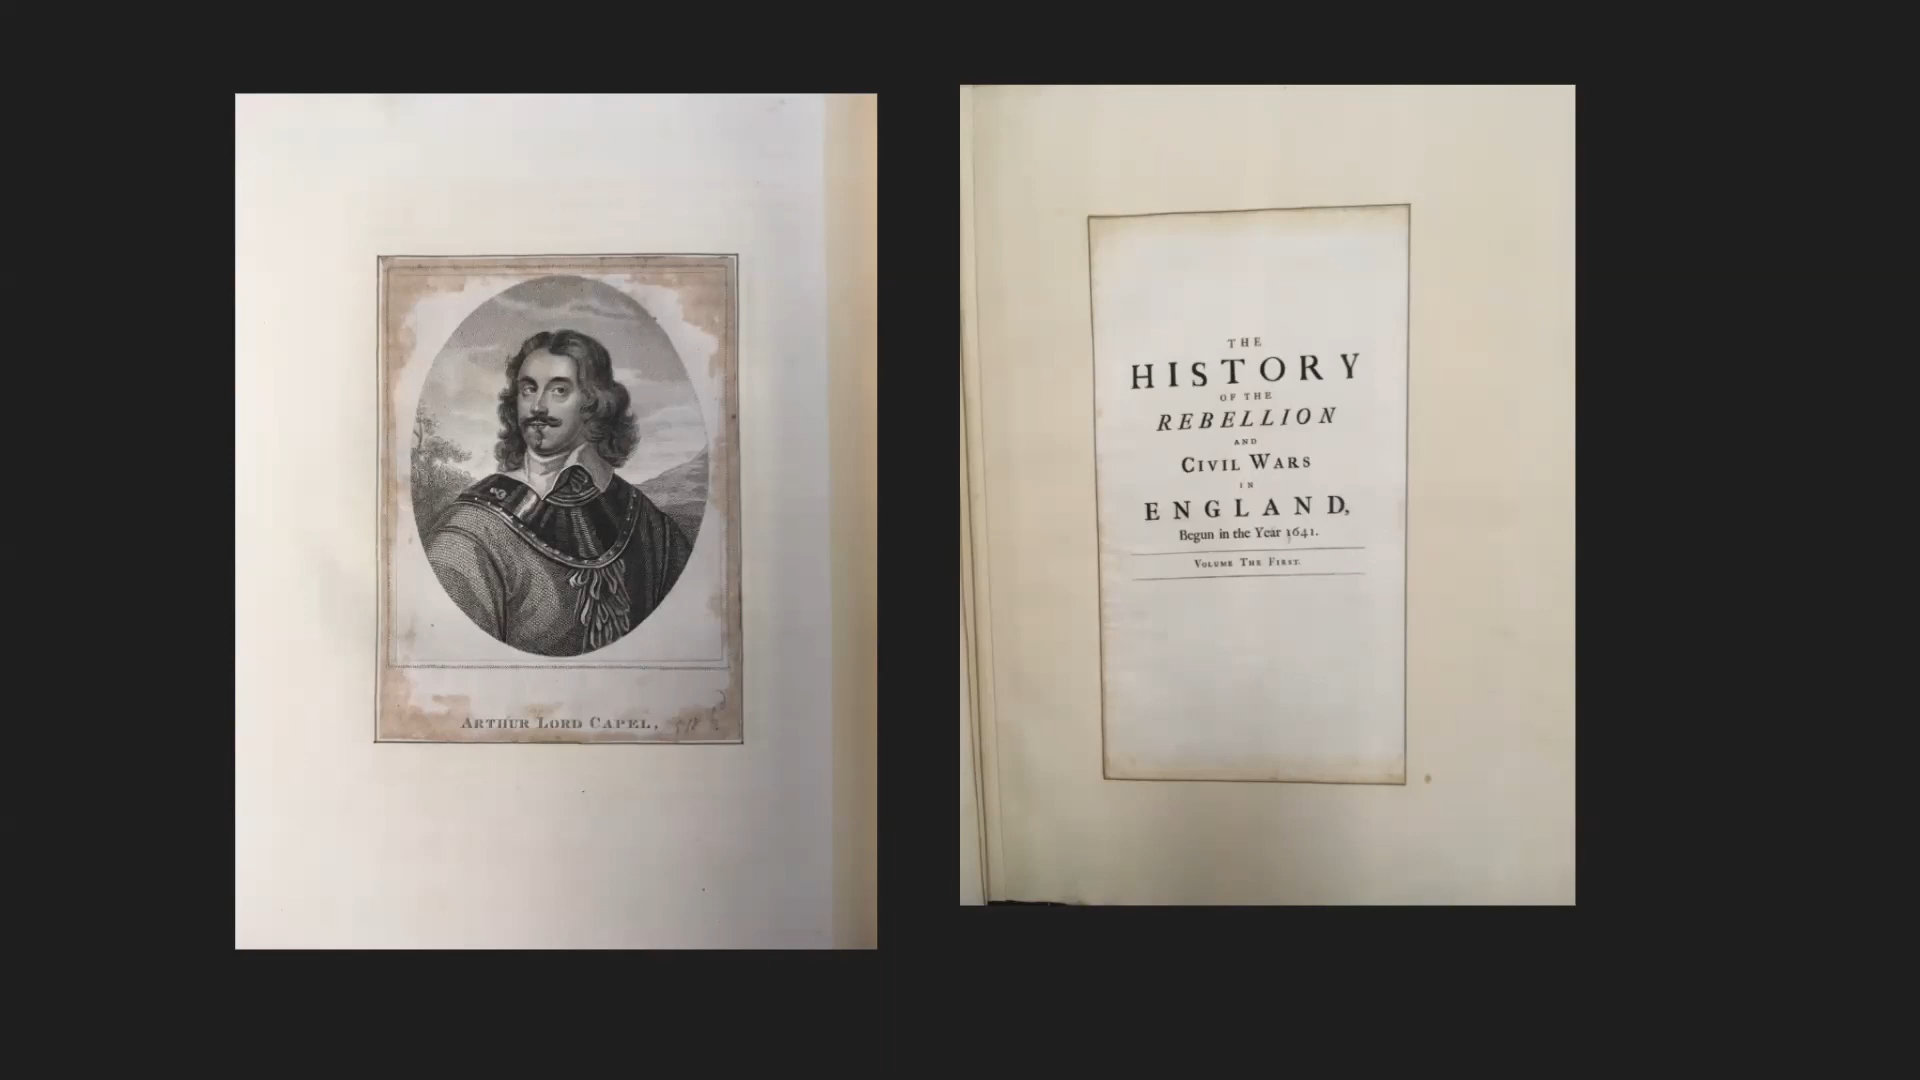 ARTHUR LORD CAPEL,
THE
HISTORY
OF THE
REBELLION
AND
CIVIL WARS
IN
ENGLAND,
Begun in the Year 1641.
VOLUME THE FIRST.